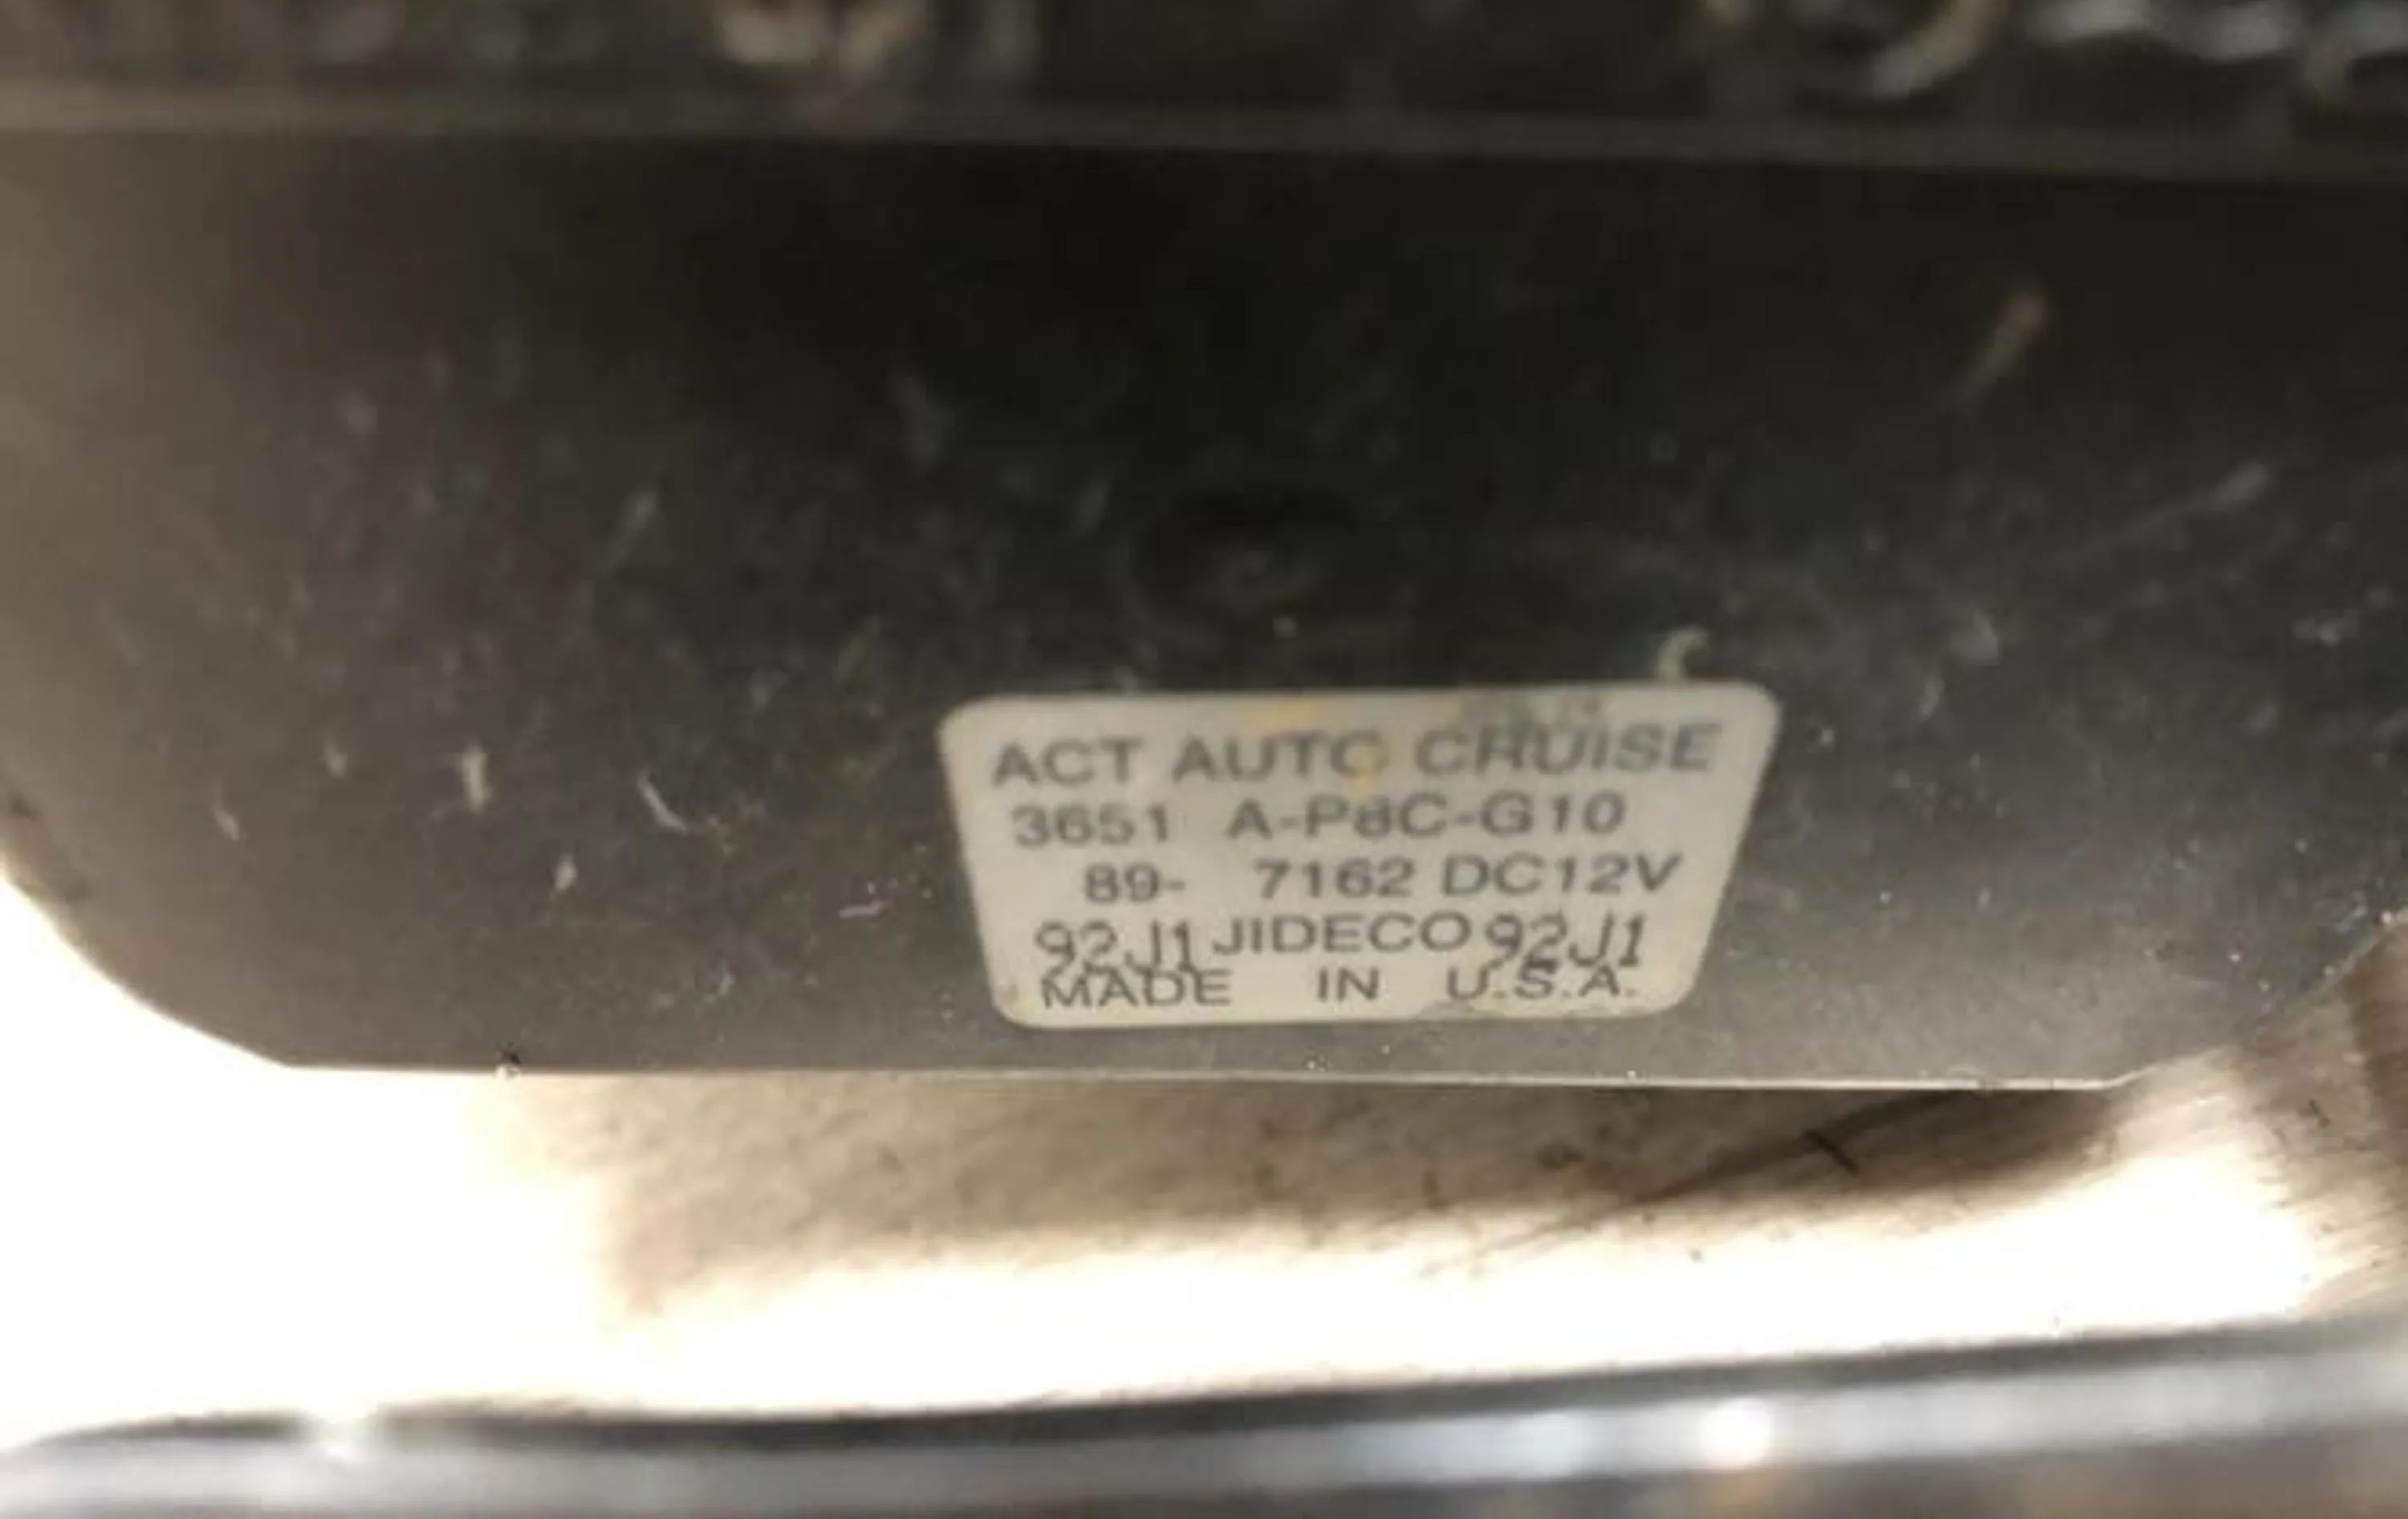 ACT AUTO CRUISE
3651 A-P8C-G10
89- 7162 DC12V
92J1 JIDECO 92J1
MADE IN U.S.A.